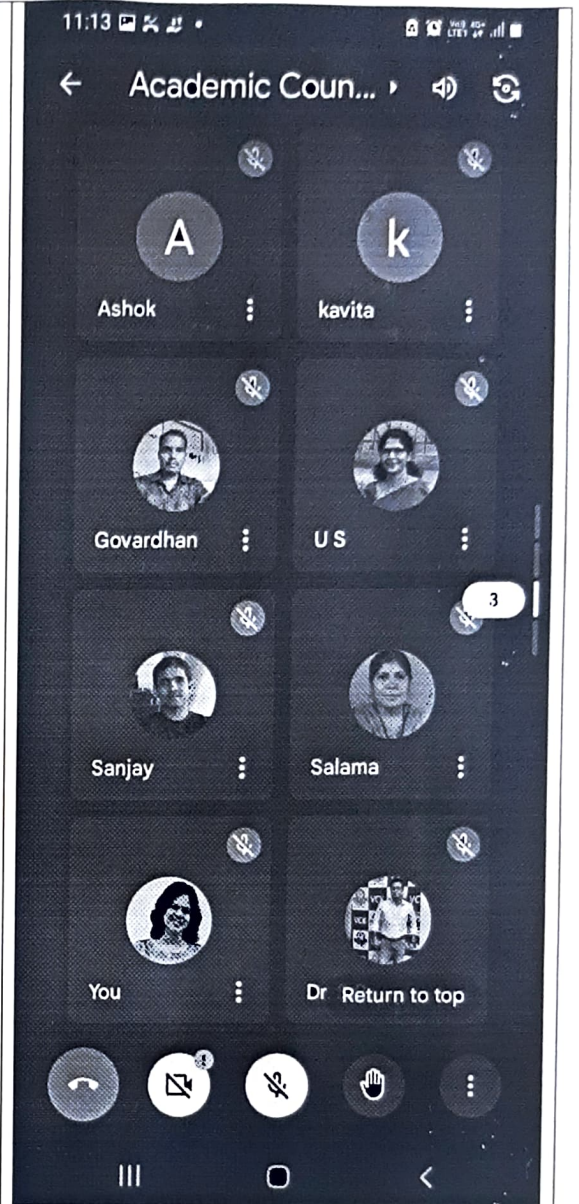 11:13
Academic Coun...
A
k
Ashok
kavita
Govardhan
U S
3
Sanjay
Salama
You
Dr
Return to top